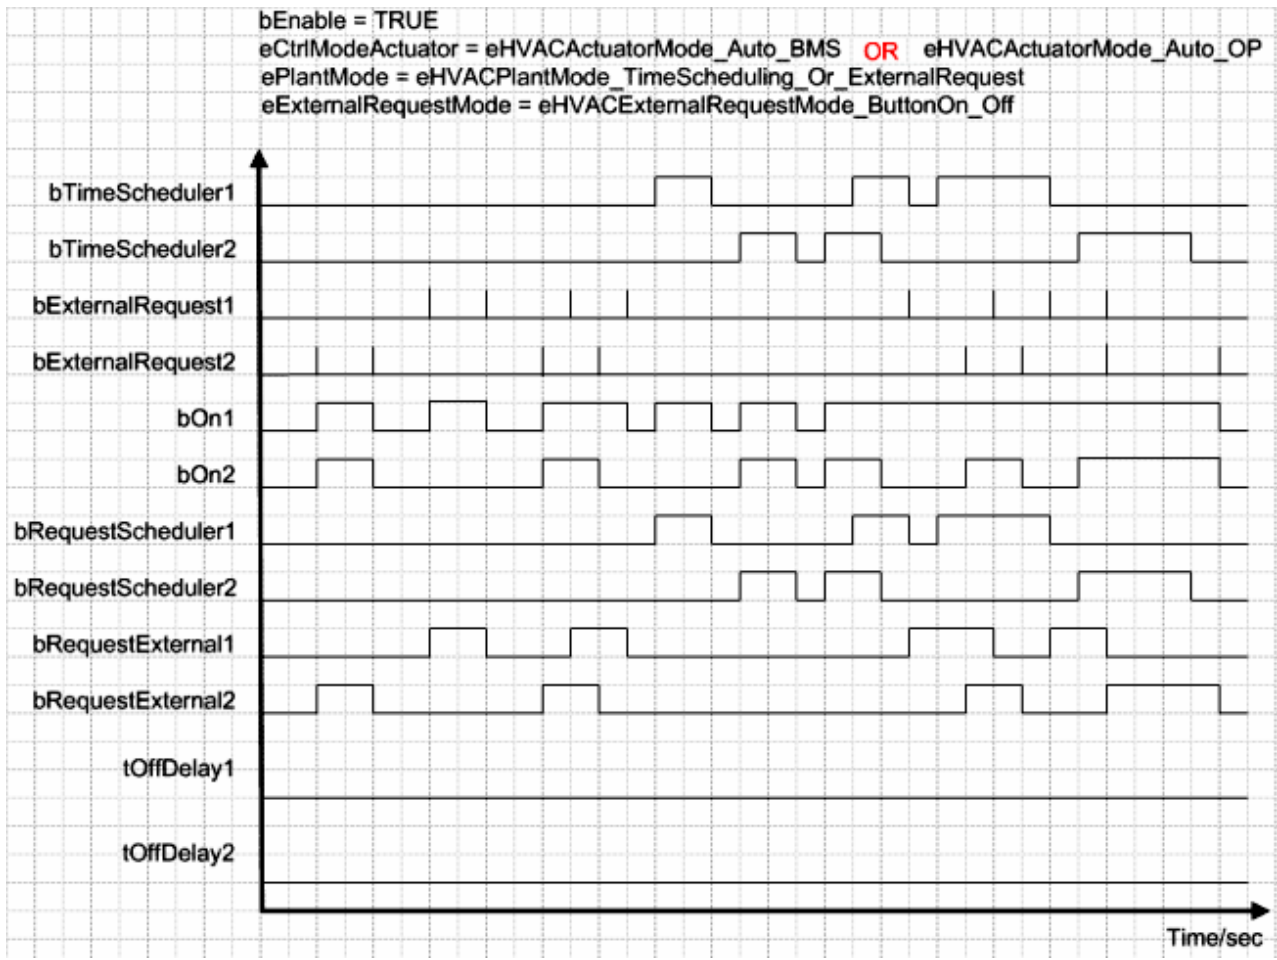 bEnable = TRUE
eCtrlModeActuator = eHVACActuatorMode_Auto_BMS OR eHVACActuatorMode_Auto_OP
ePlantMode = eHVACPlantMode_TimeScheduling_Or_ExternalRequest
eExternalRequestMode = eHVACExternalRequestMode_ButtonOn_Off
bTimeScheduler1
bTimeScheduler2
bExternalRequest1
bExternalRequest2
bOn1
bOn2
bRequestScheduler1
bRequestScheduler2
bRequestExternal1
bRequestExternal2
tOffDelay1
tOffDelay2
Time/sec